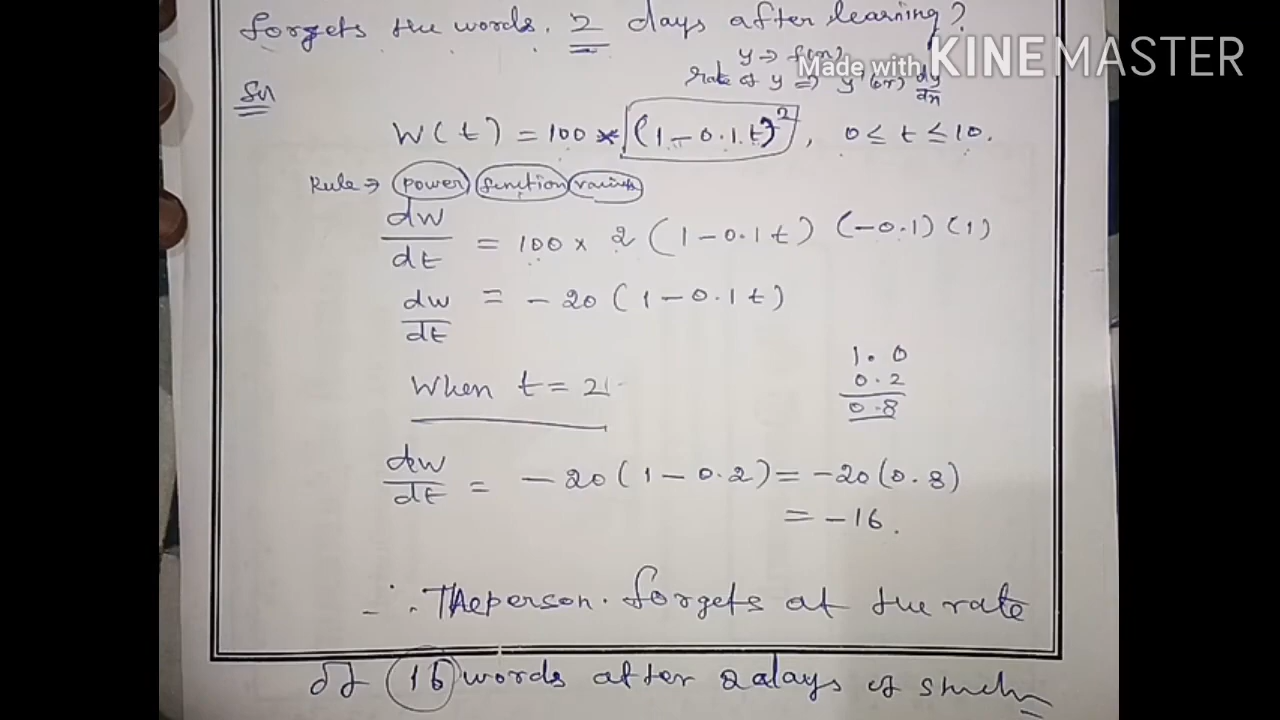 forgets the words. 2 days after learning?
y → f(x)
rate of y ⇒ y' (or) dy/dx
Made with KINEMASTER
Sn
W(t) = 100 × (1 - 0.1t)², 0 ≤ t ≤ 10.
Rule → power function
dW/dt = 100 × 2 (1 - 0.1t) (-0.1) (1)
dw/dt = - 20 (1 - 0.1t)
When t = 2
1.0
0.2
0.8
dw/dt = - 20 (1 - 0.2) = -20 (0.8)
= -16.
∴ The person. forgets at the rate
of 16 words after 2 days of